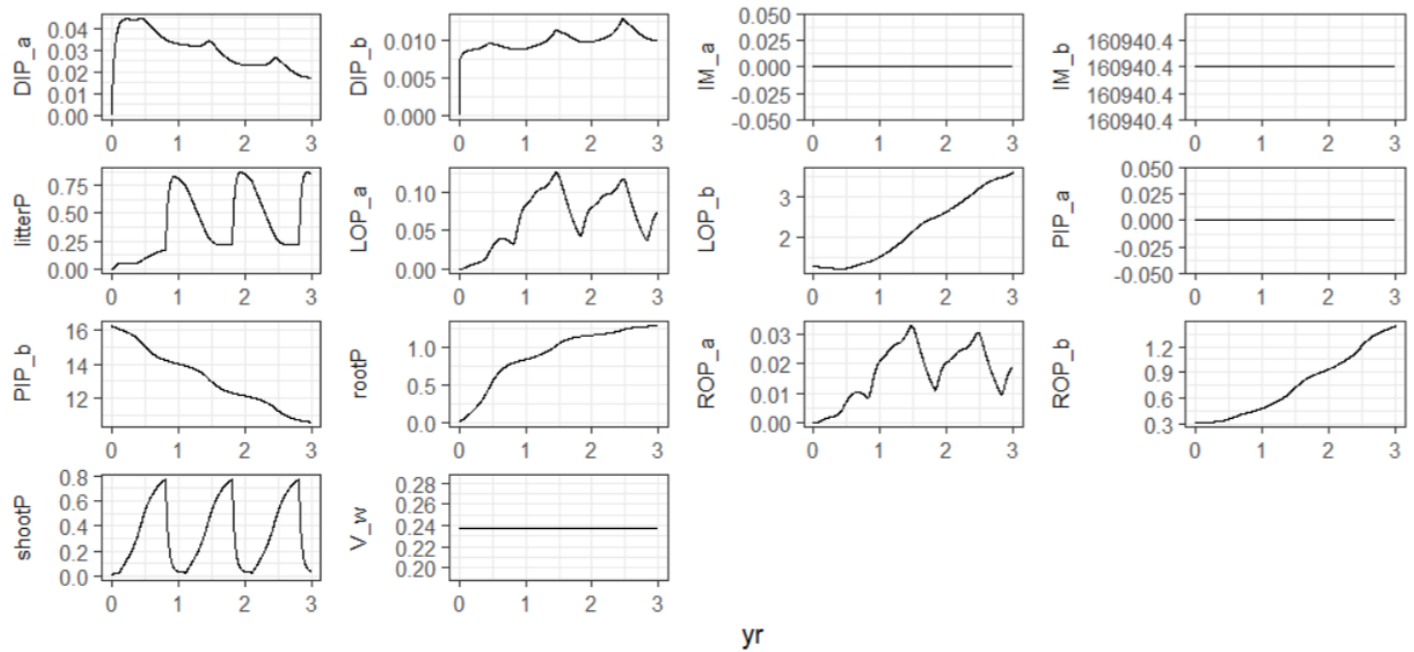 DIP_a
0.04
0.03
0.02
0.01
0.00
0 1 2 3
DIP_b
0.010
0.005
0.000
0 1 2 3
IM_a
0.050
0.025
0.000
-0.025
-0.050
0 1 2 3
IM_b
160940.4
160940.4
160940.4
160940.4
160940.4
0 1 2 3
litterP
0.75
0.50
0.25
0.00
0 1 2 3
LOP_a
0.10
0.05
0.00
0 1 2 3
LOP_b
3
2
0 1 2 3
PIP_a
0.050
0.025
0.000
-0.025
-0.050
0 1 2 3
PIP_b
16
14
12
0 1 2 3
rootP
1.0
0.5
0.0
0 1 2 3
ROP_a
0.03
0.02
0.01
0.00
0 1 2 3
ROP_b
1.2
0.9
0.6
0.3
0 1 2 3
shootP
0.8
0.6
0.4
0.2
0.0
0 1 2 3
V_w
0.28
0.26
0.24
0.22
0.20
0 1 2 3
yr